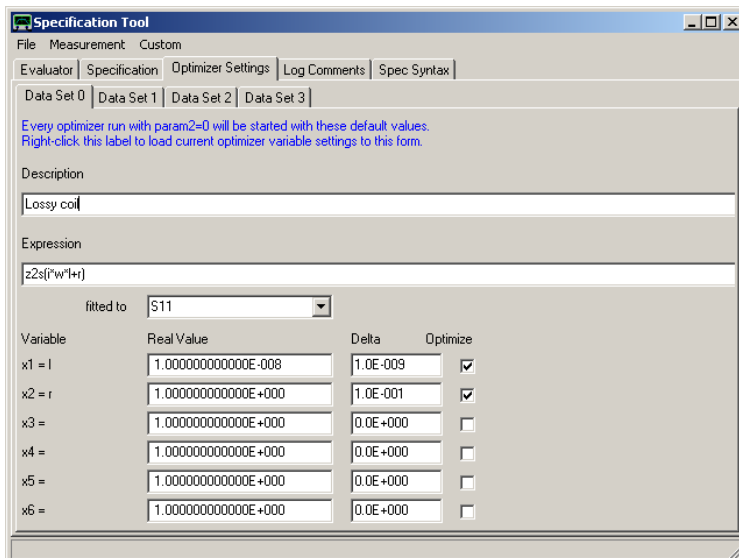 Specification Tool
File Measurement Custom
Evaluator Specification Optimizer Settings Log Comments Spec Syntax
Data Set 0 Data Set 1 Data Set 2 Data Set 3
Every optimizer run with param2=0 will be started with these default values.
Right-click this label to load current optimizer variable settings to this form.
Description
Lossy coil
Expression
z2s(i*w*l+r)
fitted to S11
Variable Real Value Delta Optimize
x1 = l 1.000000000000E-008 1.0E-009
x2 = r 1.000000000000E+000 1.0E-001
x3 = 1.000000000000E+000 0.0E+000
x4 = 1.000000000000E+000 0.0E+000
x5 = 1.000000000000E+000 0.0E+000
x6 = 1.000000000000E+000 0.0E+000